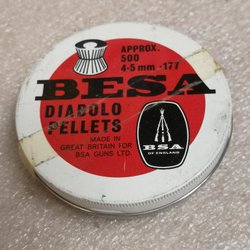 APPROX.
500
4·5 mm ·177
BESA
DIABOLO
PELLETS
MADE IN
GREAT BRITAIN FOR
BSA GUNS LTD.
BSA
OF ENGLAND